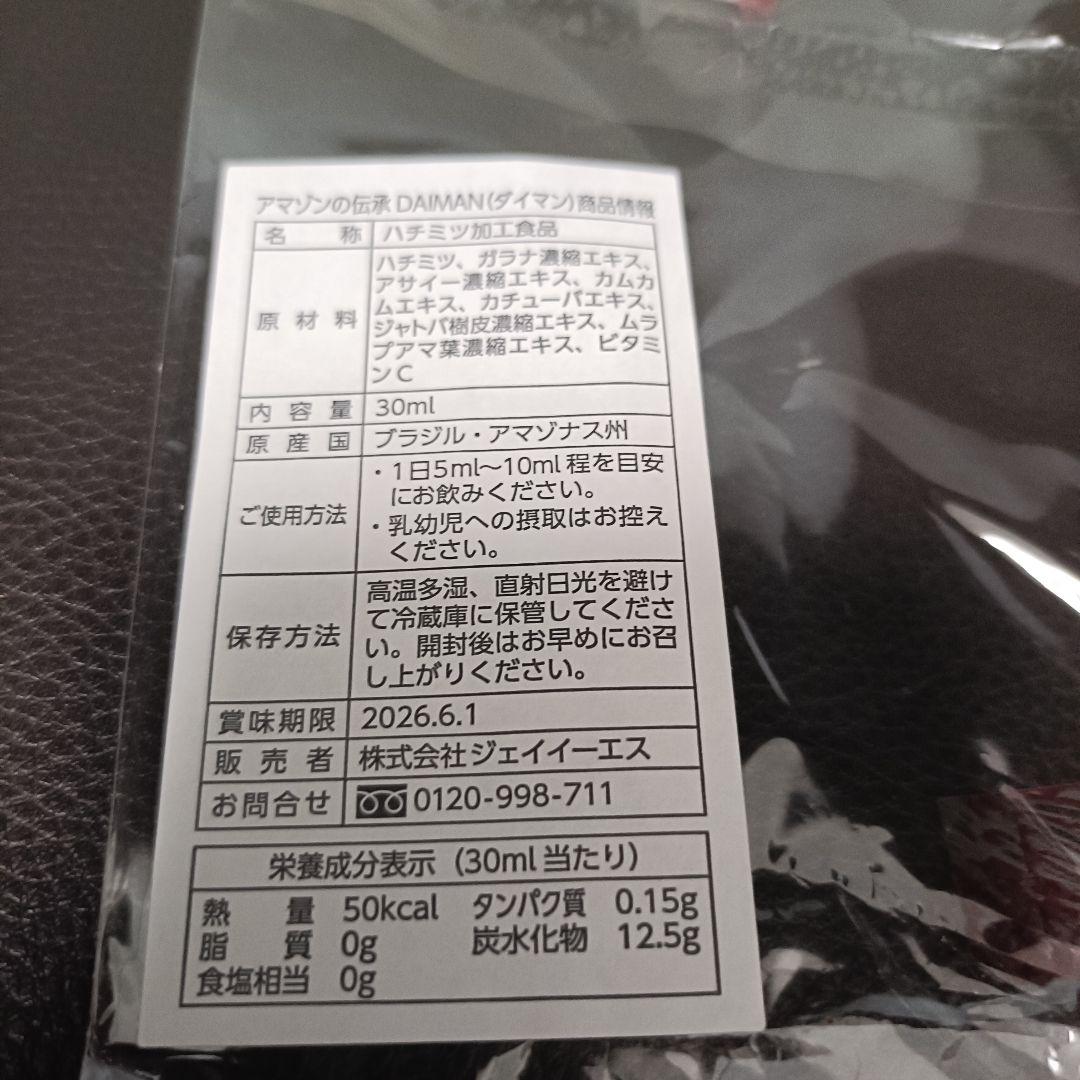 アマゾンの伝承 DAIMAN(ダイマン)商品情報
名称 ハチミツ加工食品
原材料 ハチミツ、ガラナ濃縮エキス、
アサイー濃縮エキス、カムカ
ムエキス、カチューバエキス、
ジャトバ樹皮濃縮エキス、ムラ
プアマ葉濃縮エキス、ビタミ
ンC
内容量 30ml
原産国 ブラジル・アマゾナス州
ご使用方法 ・1日5ml〜10ml程を目安
にお飲みください。
・乳幼児への摂取はお控え
ください。
保存方法 高温多湿、直射日光を避け
て冷蔵庫に保管してくださ
い。開封後はお早めにお召
し上がりください。
賞味期限 2026.6.1
販売者 株式会社ジェイイーエス
お問合せ 0120-998-711
栄養成分表示(30ml当たり)
熱量 50kcal タンパク質 0.15g
脂質 0g 炭水化物 12.5g
食塩相当 0g